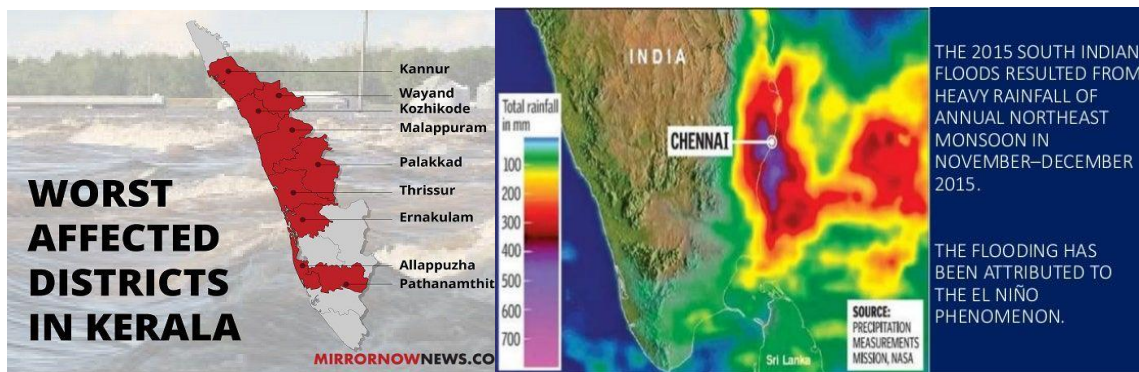 Kannur
Wayand
Kozhikode
Malappuram
Palakkad
Thrissur
Ernakulam
Allappuzha
Pathanamthit
WORST
AFFECTED
DISTRICTS
IN KERALA
MIRRORNOWNEWS.CO
INDIA
Total rainfall
in mm
100
200
300
400
500
600
700
CHENNAI
SOURCE:
PRECIPITATION
MEASUREMENTS
MISSION, NASA
Sri Lanka
THE 2015 SOUTH INDIAN
FLOODS RESULTED FROM
HEAVY RAINFALL OF
ANNUAL NORTHEAST
MONSOON IN
NOVEMBER–DECEMBER
2015.
THE FLOODING HAS
BEEN ATTRIBUTED TO
THE EL NIÑO
PHENOMENON.